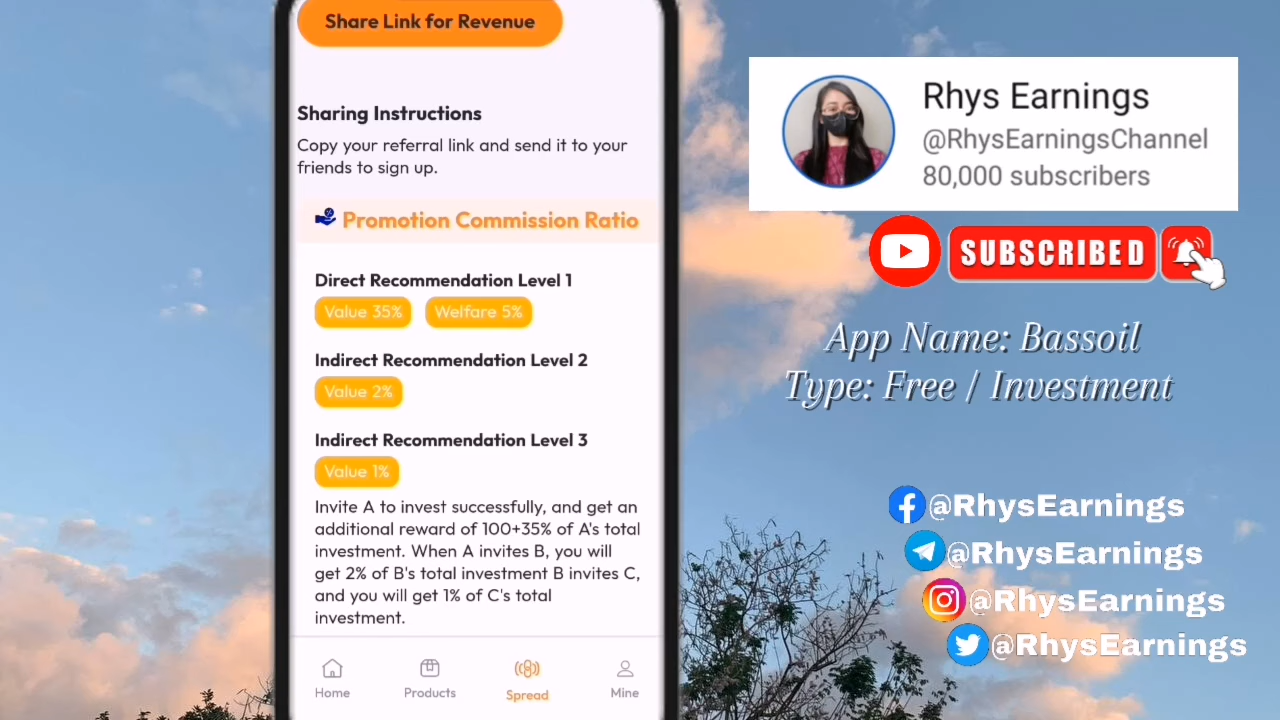 Share Link for Revenue
Sharing Instructions
Copy your referral link and send it to your
friends to sign up.
Promotion Commission Ratio
Direct Recommendation Level 1
Value 35% Welfare 5%
Indirect Recommendation Level 2
Value 2%
Indirect Recommendation Level 3
Value 1%
Invite A to invest successfully, and get an
additional reward of 100+35% of A's total
investment. When A invites B, you will
get 2% of B's total investment B invites C,
and you will get 1% of C's total
investment.
Home Products Spread Mine
Rhys Earnings
@RhysEarningsChannel
80,000 subscribers
SUBSCRIBED
App Name: Bassoil
Type: Free / Investment
@RhysEarnings
@RhysEarnings
@RhysEarnings
@RhysEarnings